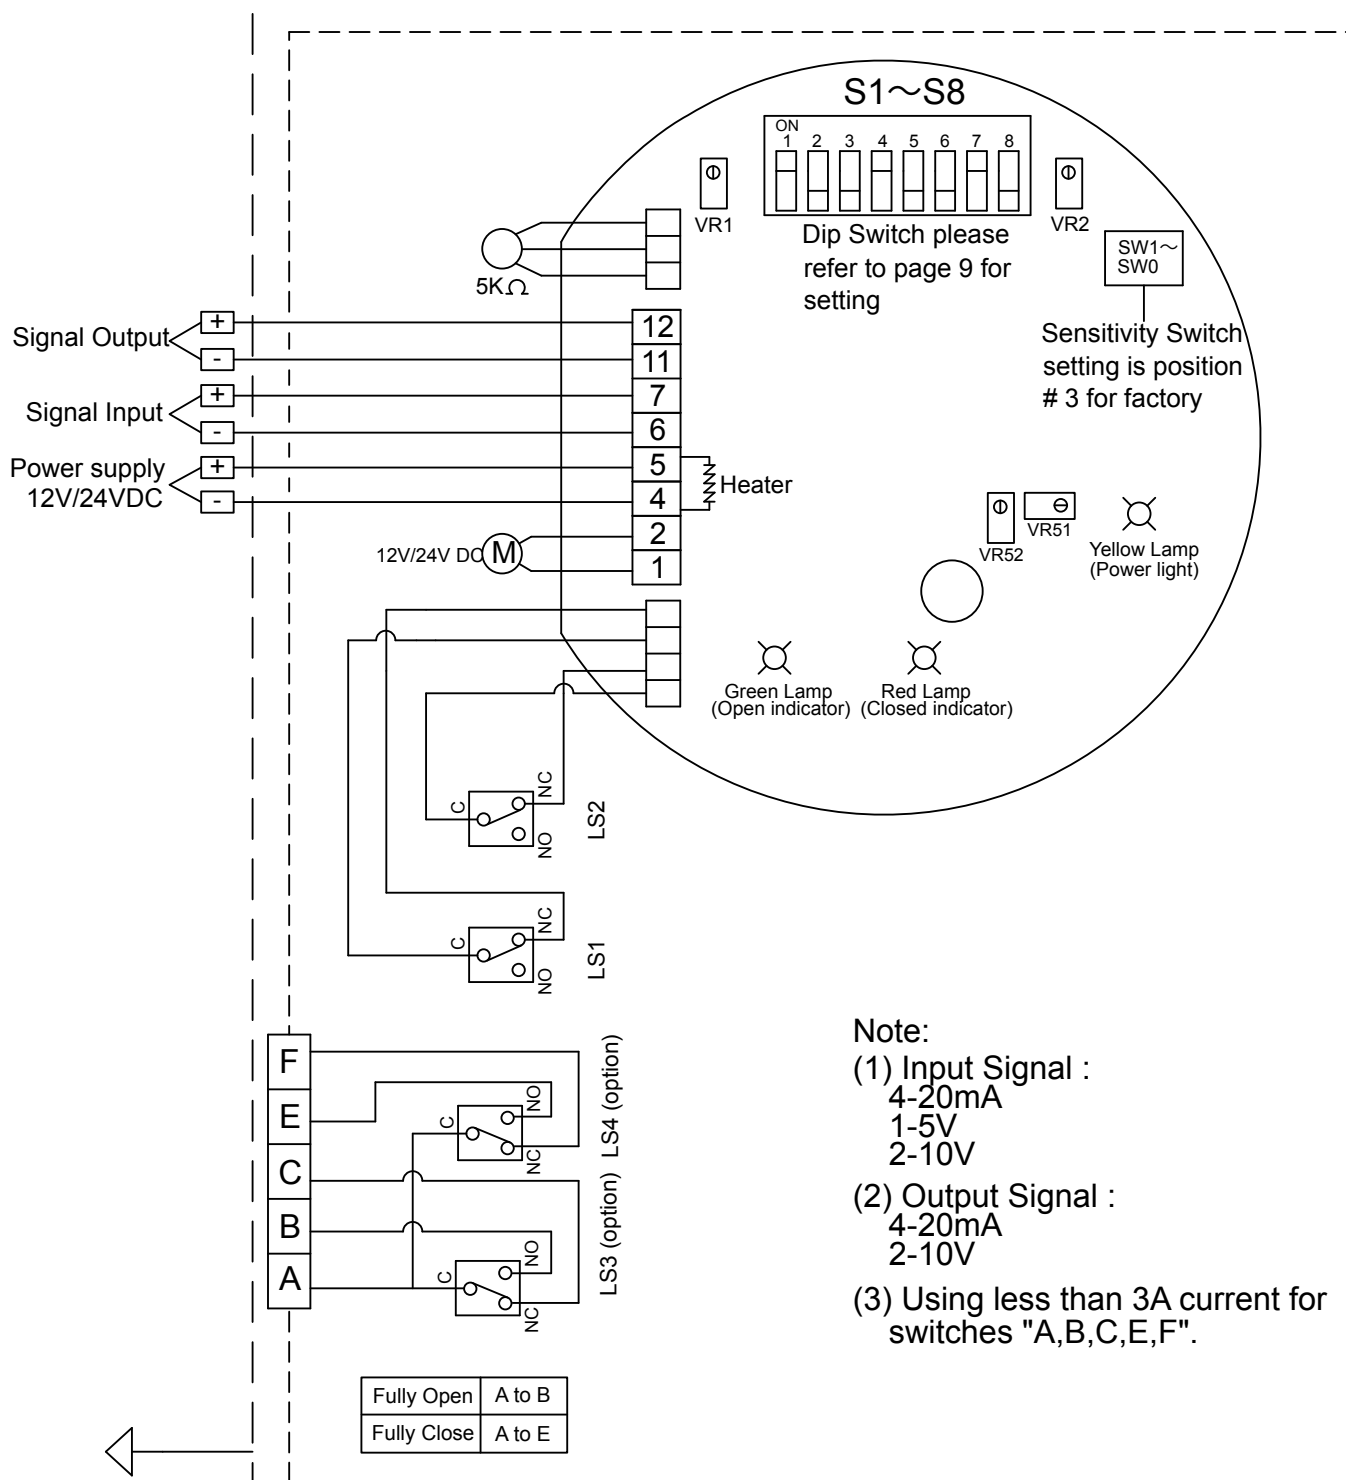 S1～S8
ON
1 2 3 4 5 6 7 8
VR1
VR2
Dip Switch please
refer to page 9 for
setting
SW1～
SW0
Sensitivity Switch
setting is position
# 3 for factory
5KΩ
Signal Output
+
-
12
11
Signal Input
+
-
7
6
Power supply
12V/24VDC
+
-
5
4
Heater
12V/24V DC
M
2
1
VR52
VR51
Yellow Lamp
(Power light)
Green Lamp
(Open indicator)
Red Lamp
(Closed indicator)
C
NC
NO
LS2
C
NC
NO
LS1
F
E
C
B
A
C
NO
NC
LS4 (option)
C
NO
NC
LS3 (option)
Note:
(1) Input Signal :
4-20mA
1-5V
2-10V
(2) Output Signal :
4-20mA
2-10V
(3) Using less than 3A current for
switches "A,B,C,E,F".
Fully Open A to B
Fully Close A to E